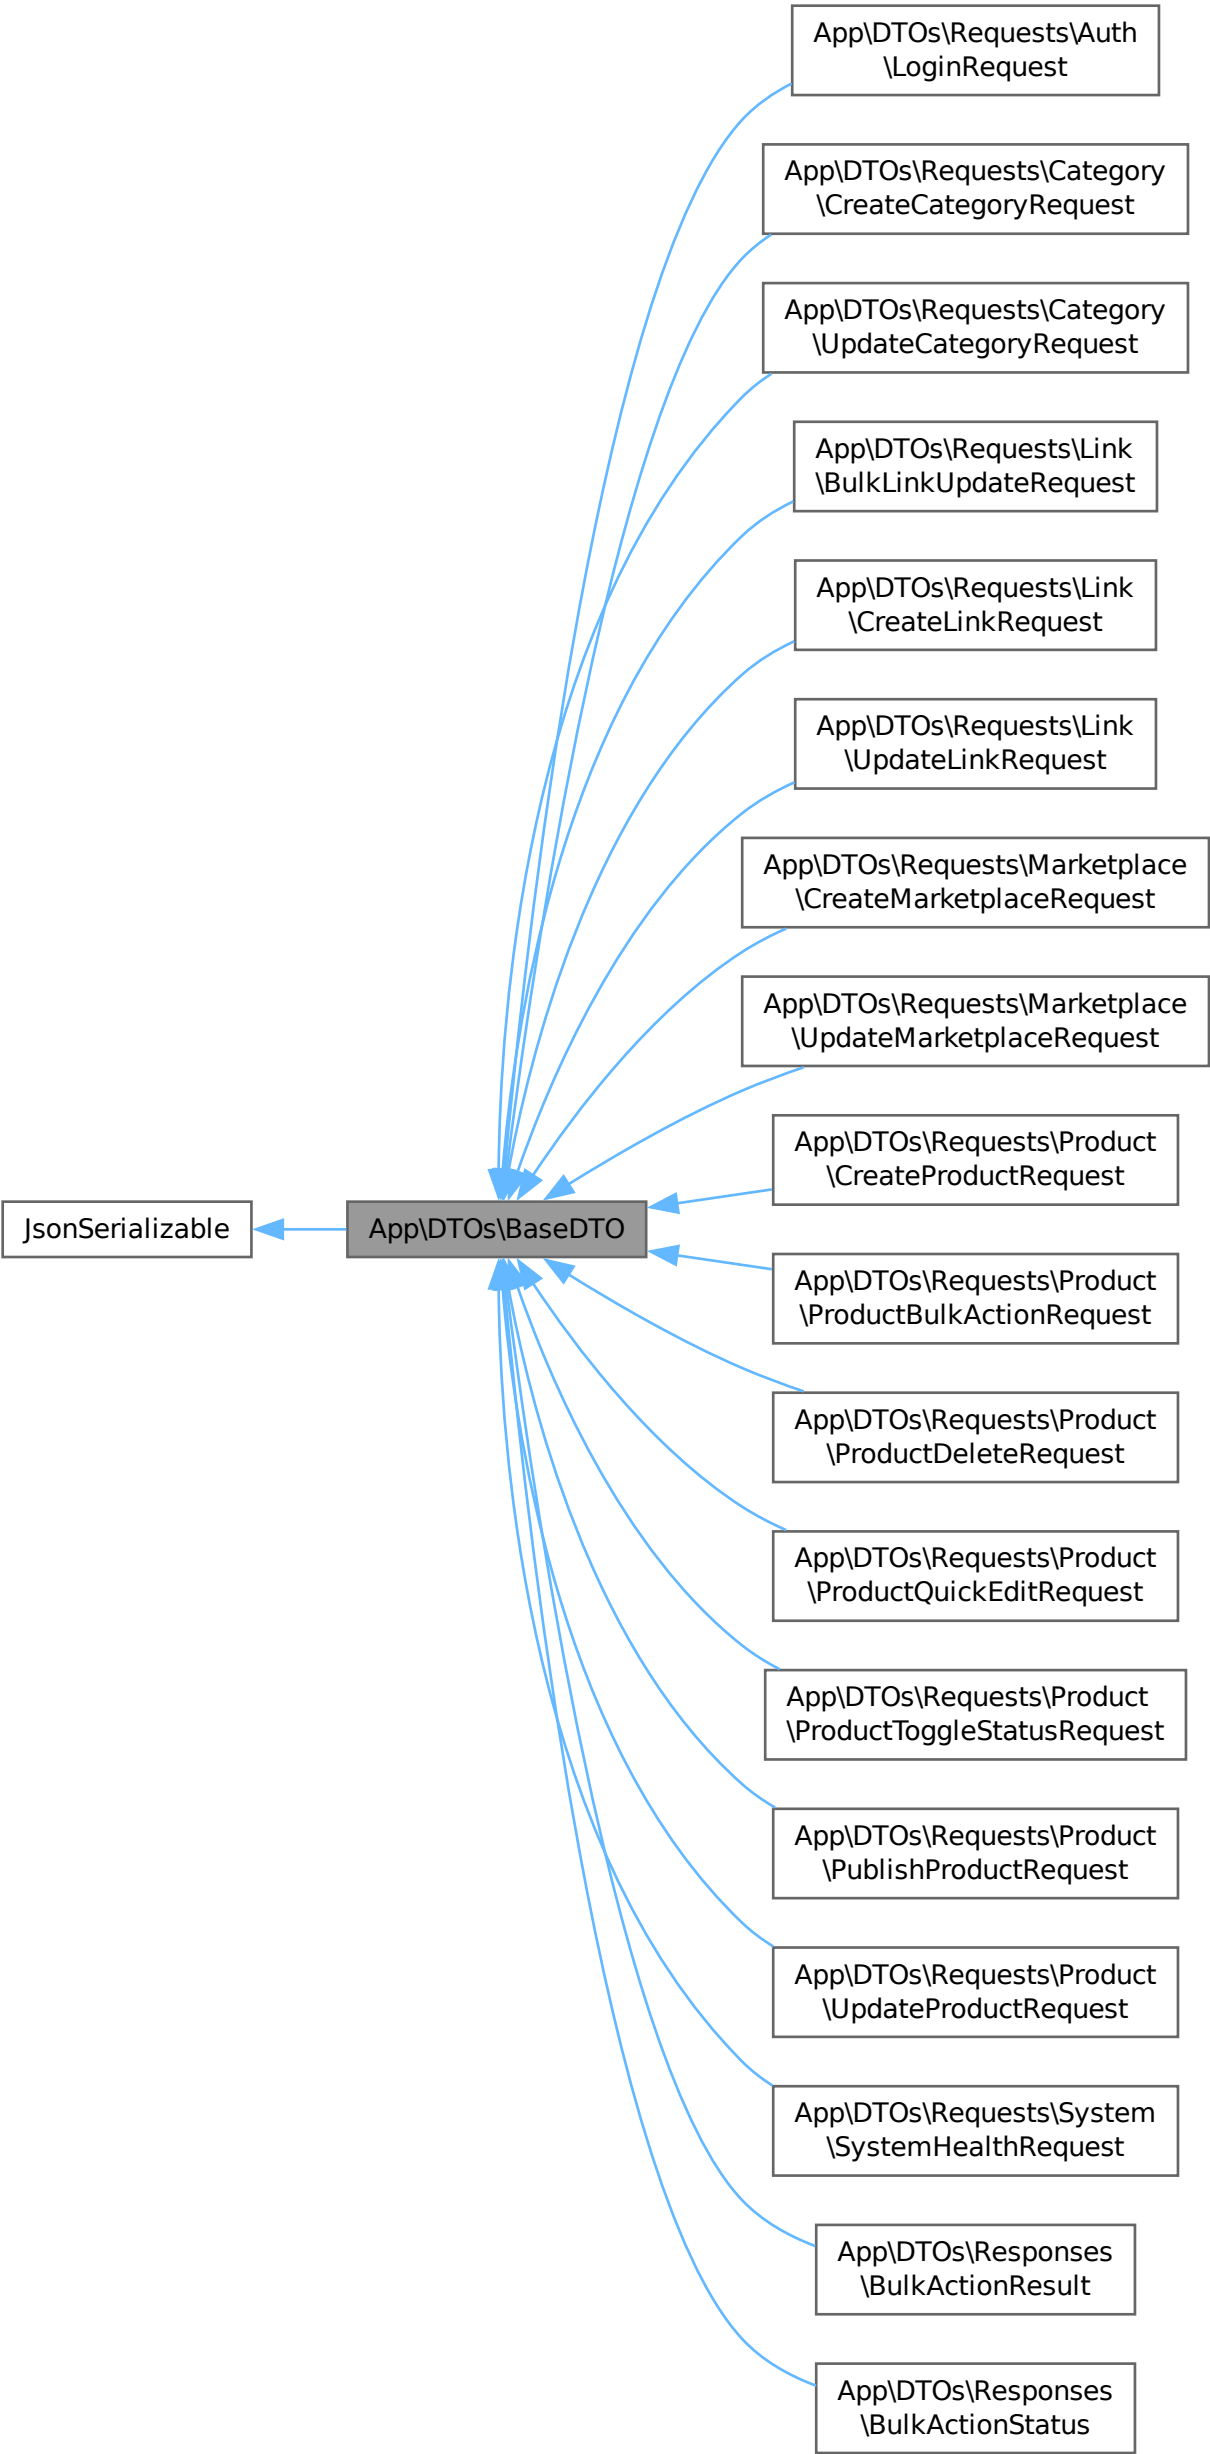 App\DTOs\Requests\Auth
\LoginRequest
App\DTOs\Requests\Category
\CreateCategoryRequest
App\DTOs\Requests\Category
\UpdateCategoryRequest
App\DTOs\Requests\Link
\BulkLinkUpdateRequest
App\DTOs\Requests\Link
\CreateLinkRequest
App\DTOs\Requests\Link
\UpdateLinkRequest
App\DTOs\Requests\Marketplace
\CreateMarketplaceRequest
App\DTOs\Requests\Marketplace
\UpdateMarketplaceRequest
App\DTOs\Requests\Product
\CreateProductRequest
JsonSerializable
App\DTOs\BaseDTO
App\DTOs\Requests\Product
\ProductBulkActionRequest
App\DTOs\Requests\Product
\ProductDeleteRequest
App\DTOs\Requests\Product
\ProductQuickEditRequest
App\DTOs\Requests\Product
\ProductToggleStatusRequest
App\DTOs\Requests\Product
\PublishProductRequest
App\DTOs\Requests\Product
\UpdateProductRequest
App\DTOs\Requests\System
\SystemHealthRequest
App\DTOs\Responses
\BulkActionResult
App\DTOs\Responses
\BulkActionStatus